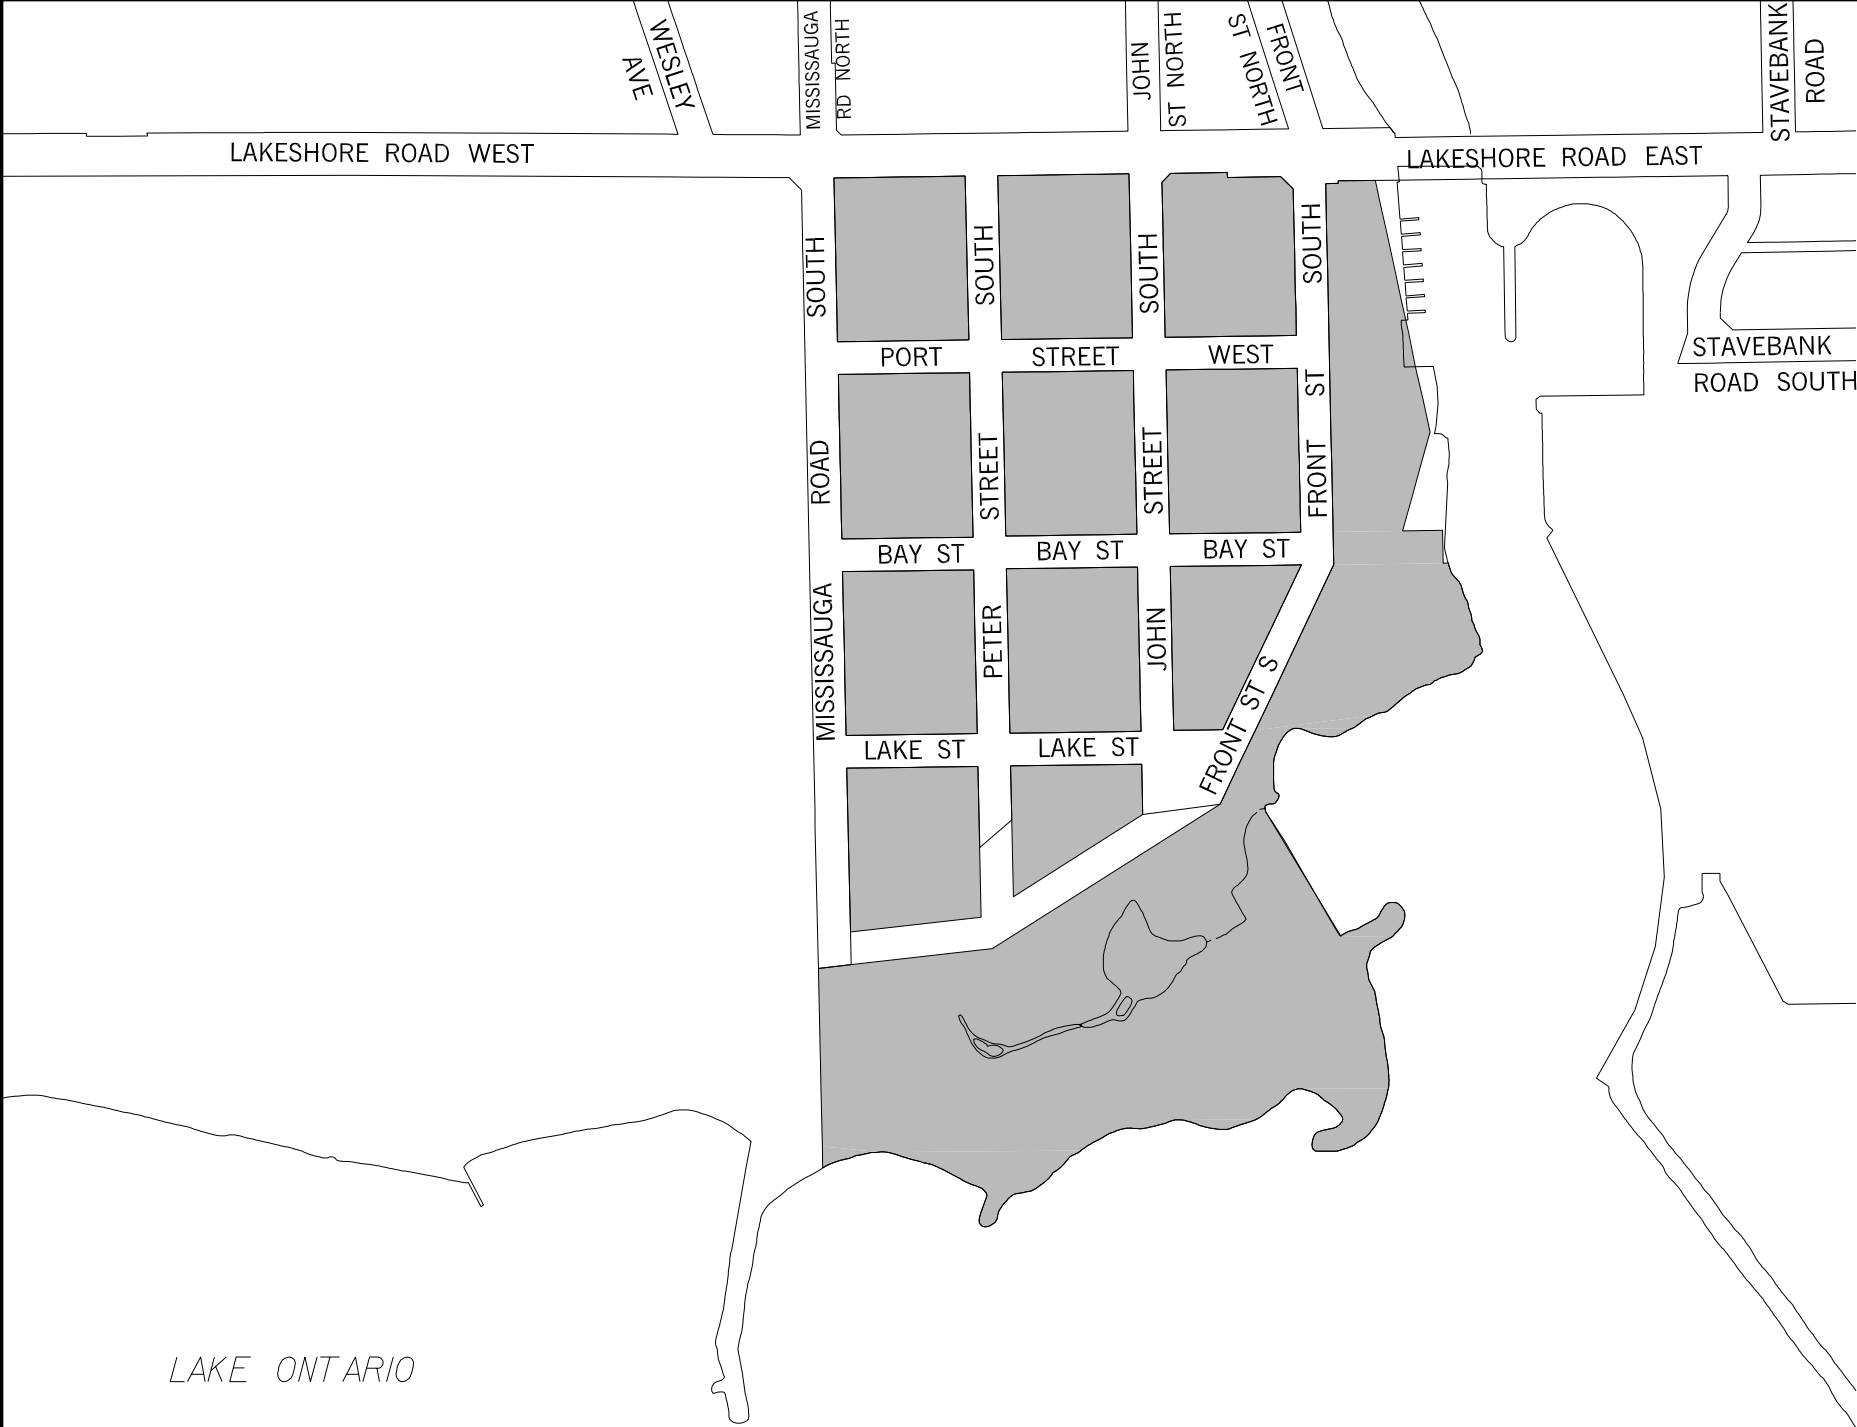 WESLEY
AVE
MISSISSAUGA
RD NORTH
JOHN
ST NORTH
FRONT
ST NORTH
STAVEBANK
ROAD
LAKESHORE ROAD WEST
LAKESHORE ROAD EAST
SOUTH
SOUTH
SOUTH
SOUTH
PORT STREET WEST
STAVEBANK
ROAD SOUTH
ST
ROAD
STREET
STREET
FRONT
BAY ST
BAY ST
BAY ST
MISSISSAUGA
PETER
JOHN
FRONT ST S
LAKE ST
LAKE ST
LAKE ONTARIO